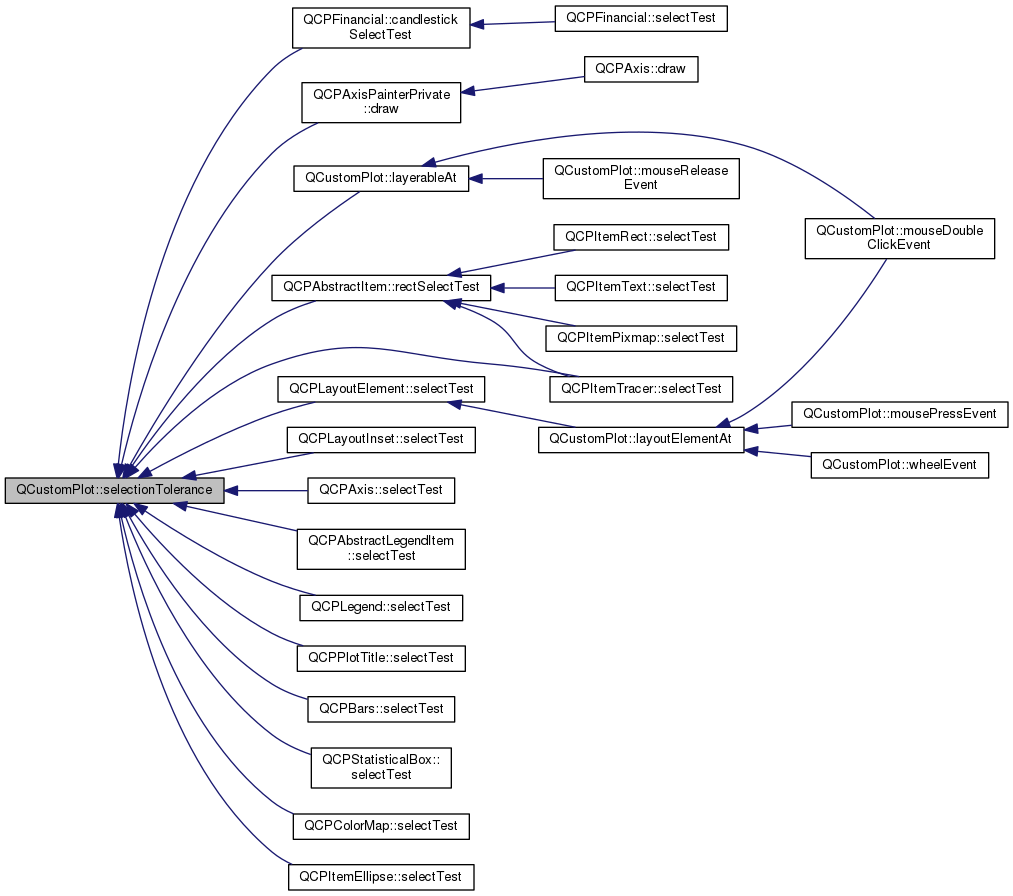 QCPFinancial::candlestick
SelectTest
QCPFinancial::selectTest
QCPAxisPainterPrivate
::draw
QCPAxis::draw
QCustomPlot::layerableAt
QCustomPlot::mouseRelease
Event
QCustomPlot::mouseDouble
ClickEvent
QCPAbstractItem::rectSelectTest
QCPItemRect::selectTest
QCPItemText::selectTest
QCPItemPixmap::selectTest
QCPItemTracer::selectTest
QCPLayoutElement::selectTest
QCustomPlot::layoutElementAt
QCustomPlot::mousePressEvent
QCustomPlot::wheelEvent
QCPLayoutInset::selectTest
QCustomPlot::selectionTolerance
QCPAxis::selectTest
QCPAbstractLegendItem
::selectTest
QCPLegend::selectTest
QCPPlotTitle::selectTest
QCPBars::selectTest
QCPStatisticalBox::
selectTest
QCPColorMap::selectTest
QCPItemEllipse::selectTest